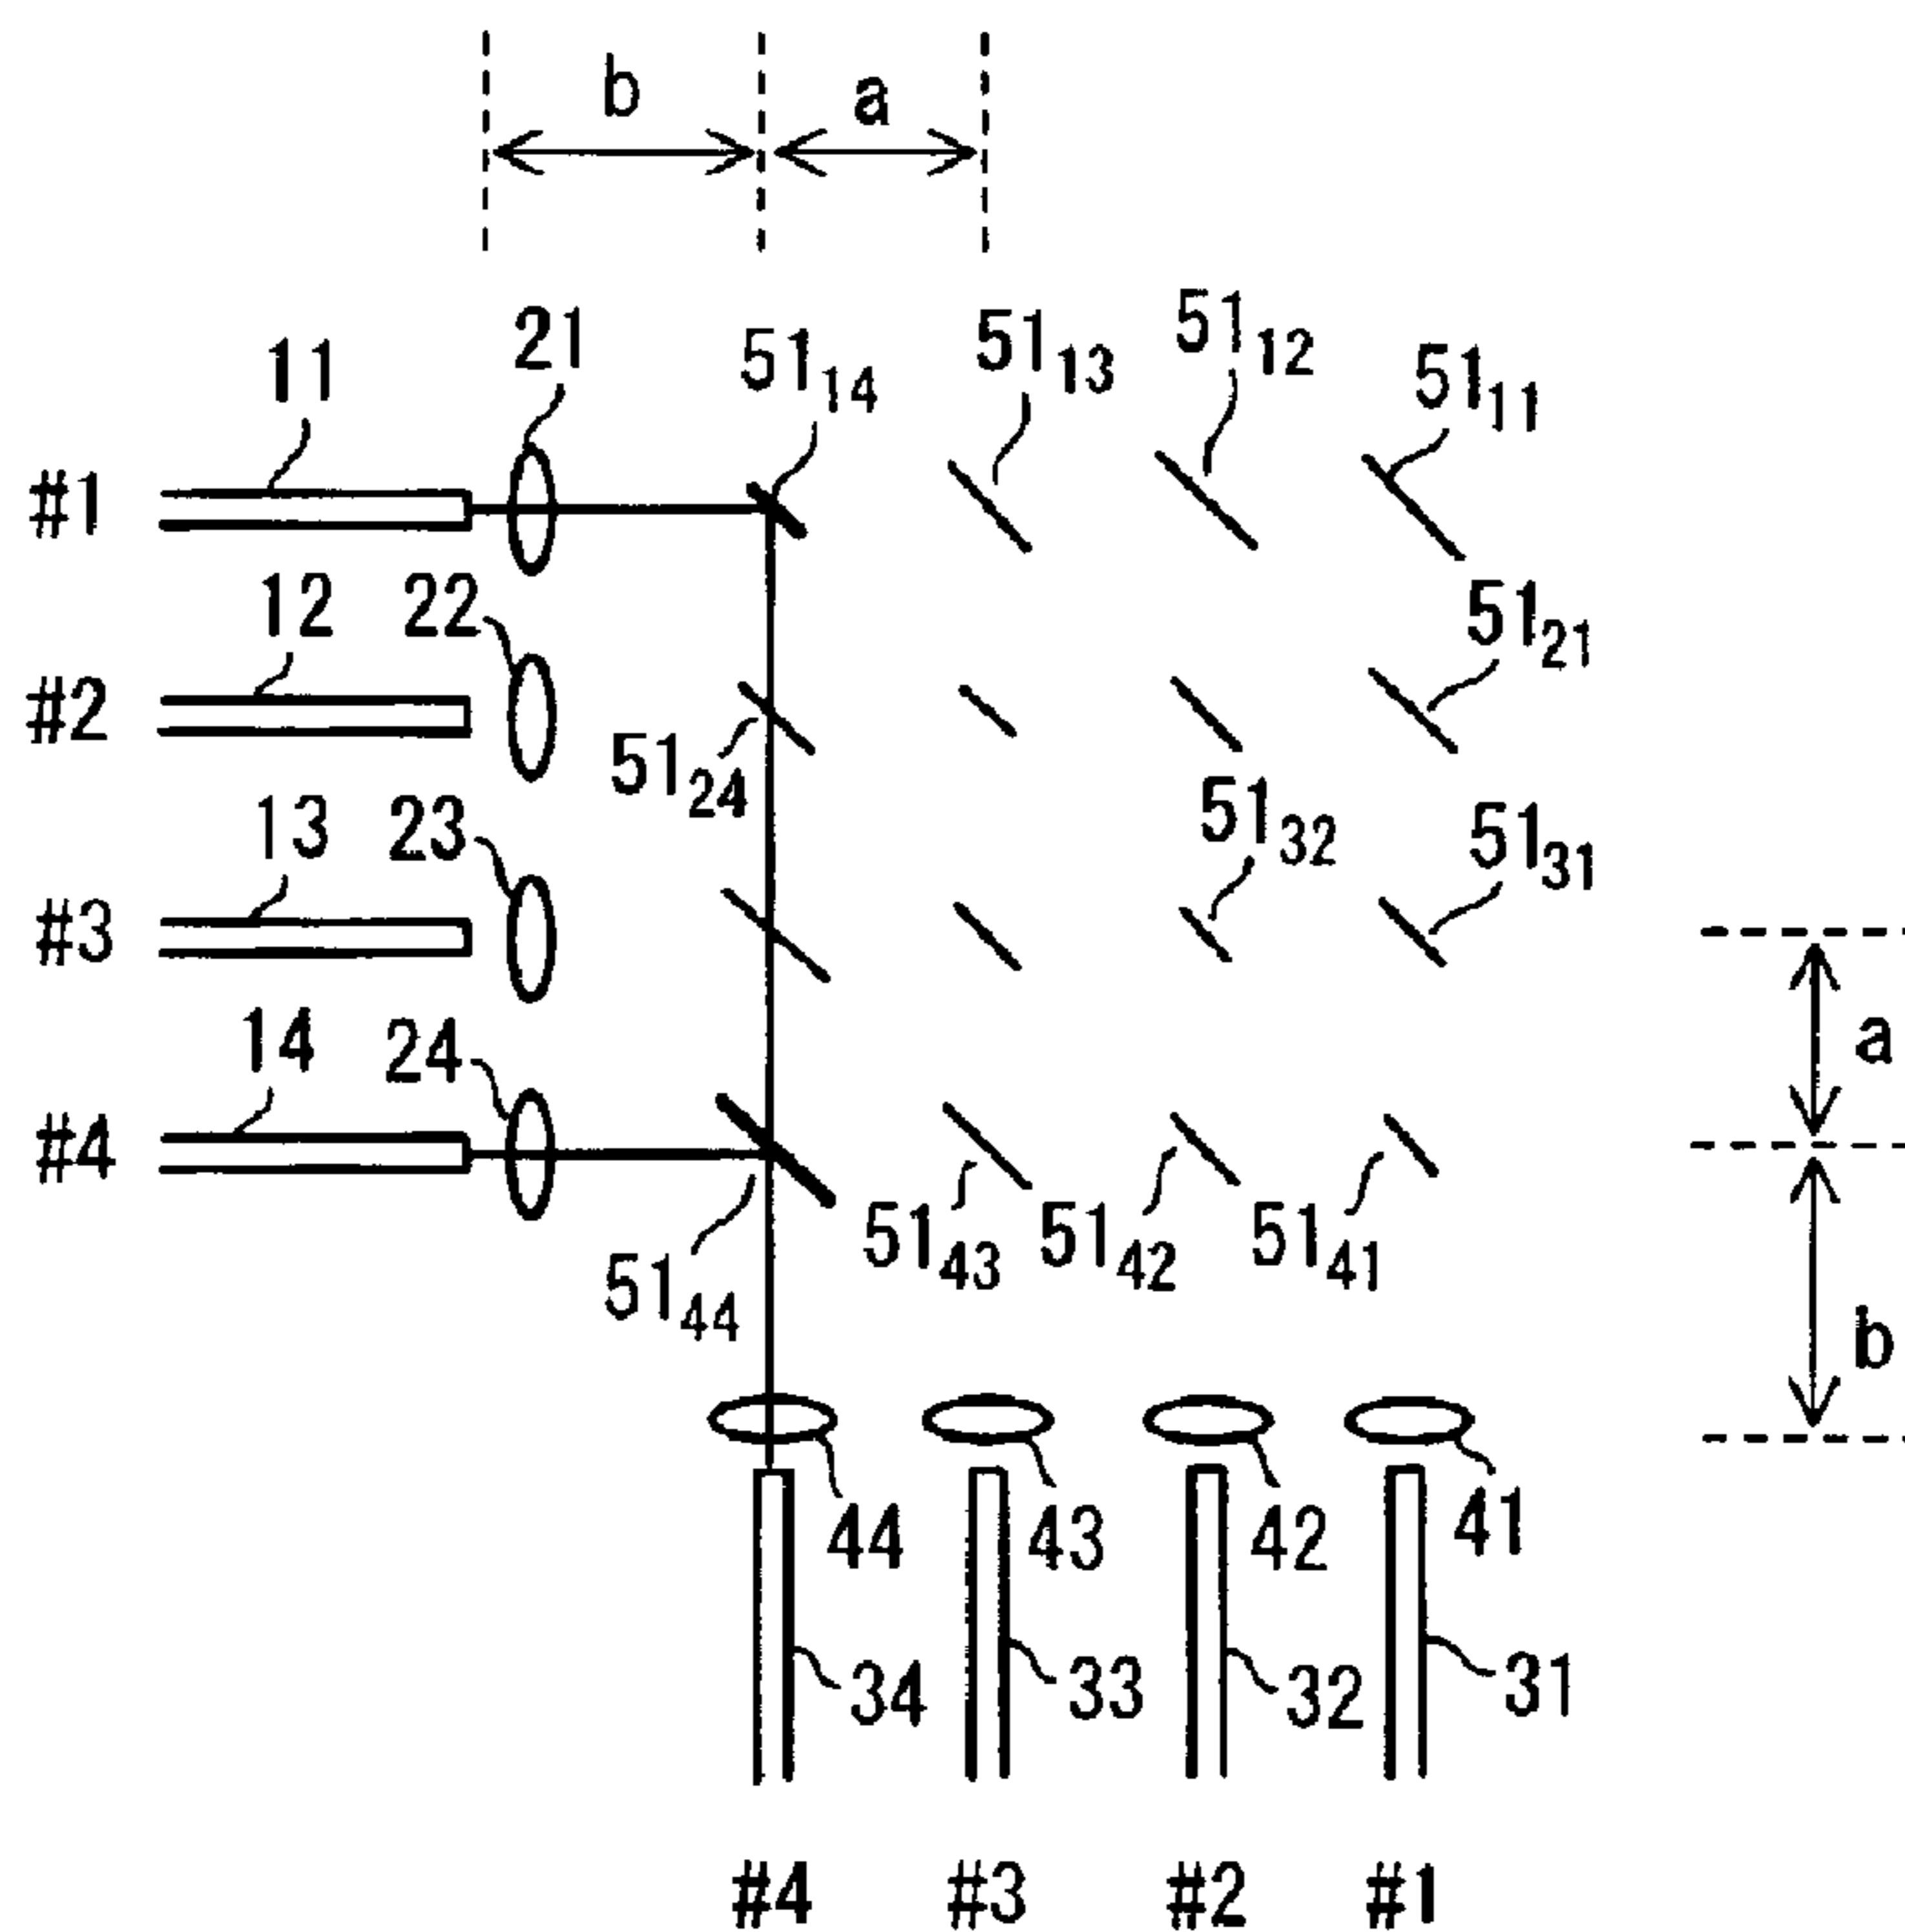 b a
11 21 51₁₄ 51₁₃ 51₁₂ 51₁₁
#1
12 22 51₂₁
#2
51₂₄
13 23 51₃₂ 51₃₁
#3
14 24 a
#4
51₄₄ 51₄₃ 51₄₂ 51₄₁
b
44 43 42 41
34 33 32 31
#4 #3 #2 #1